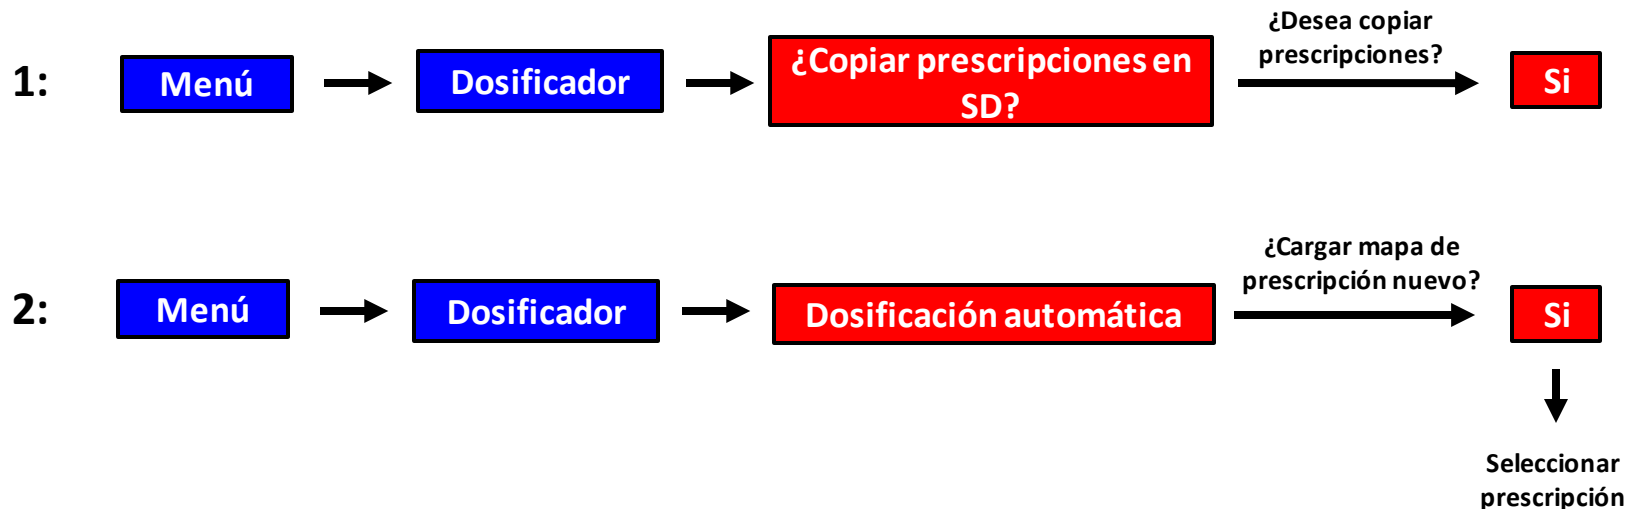 ¿Desea copiar
prescripciones?
1:
Menú
Dosificador
¿Copiar prescripciones en
SD?
Si
¿Cargar mapa de
prescripción nuevo?
2:
Menú
Dosificador
Dosificación automática
Si
Seleccionar
prescripción